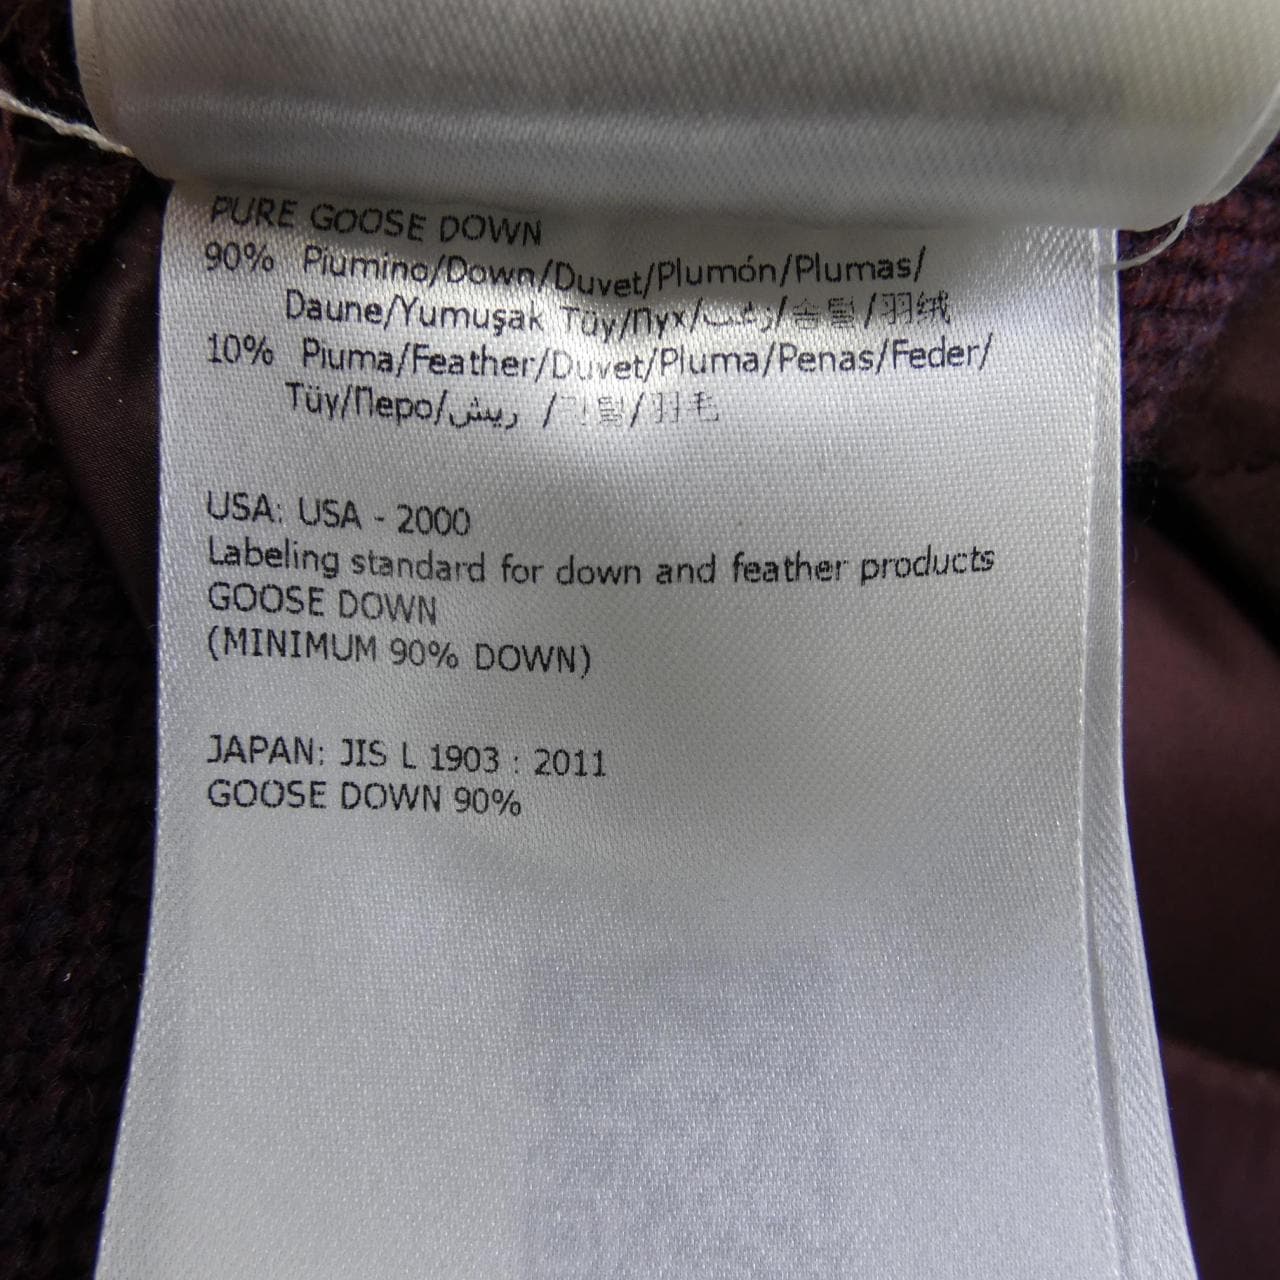 PURE GOOSE DOWN
90% Piumino/Down/Duvet/Plumón/Plumas/
Daune/Yumuşak Tüy/Пух/زغب/솜털/羽绒
10% Piuma/Feather/Duvet/Pluma/Penas/Feder/
Tüy/Перо/ريش /깃털/羽毛
USA: USA - 2000
Labeling standard for down and feather products
GOOSE DOWN
(MINIMUM 90% DOWN)
JAPAN: JIS L 1903 : 2011
GOOSE DOWN 90%